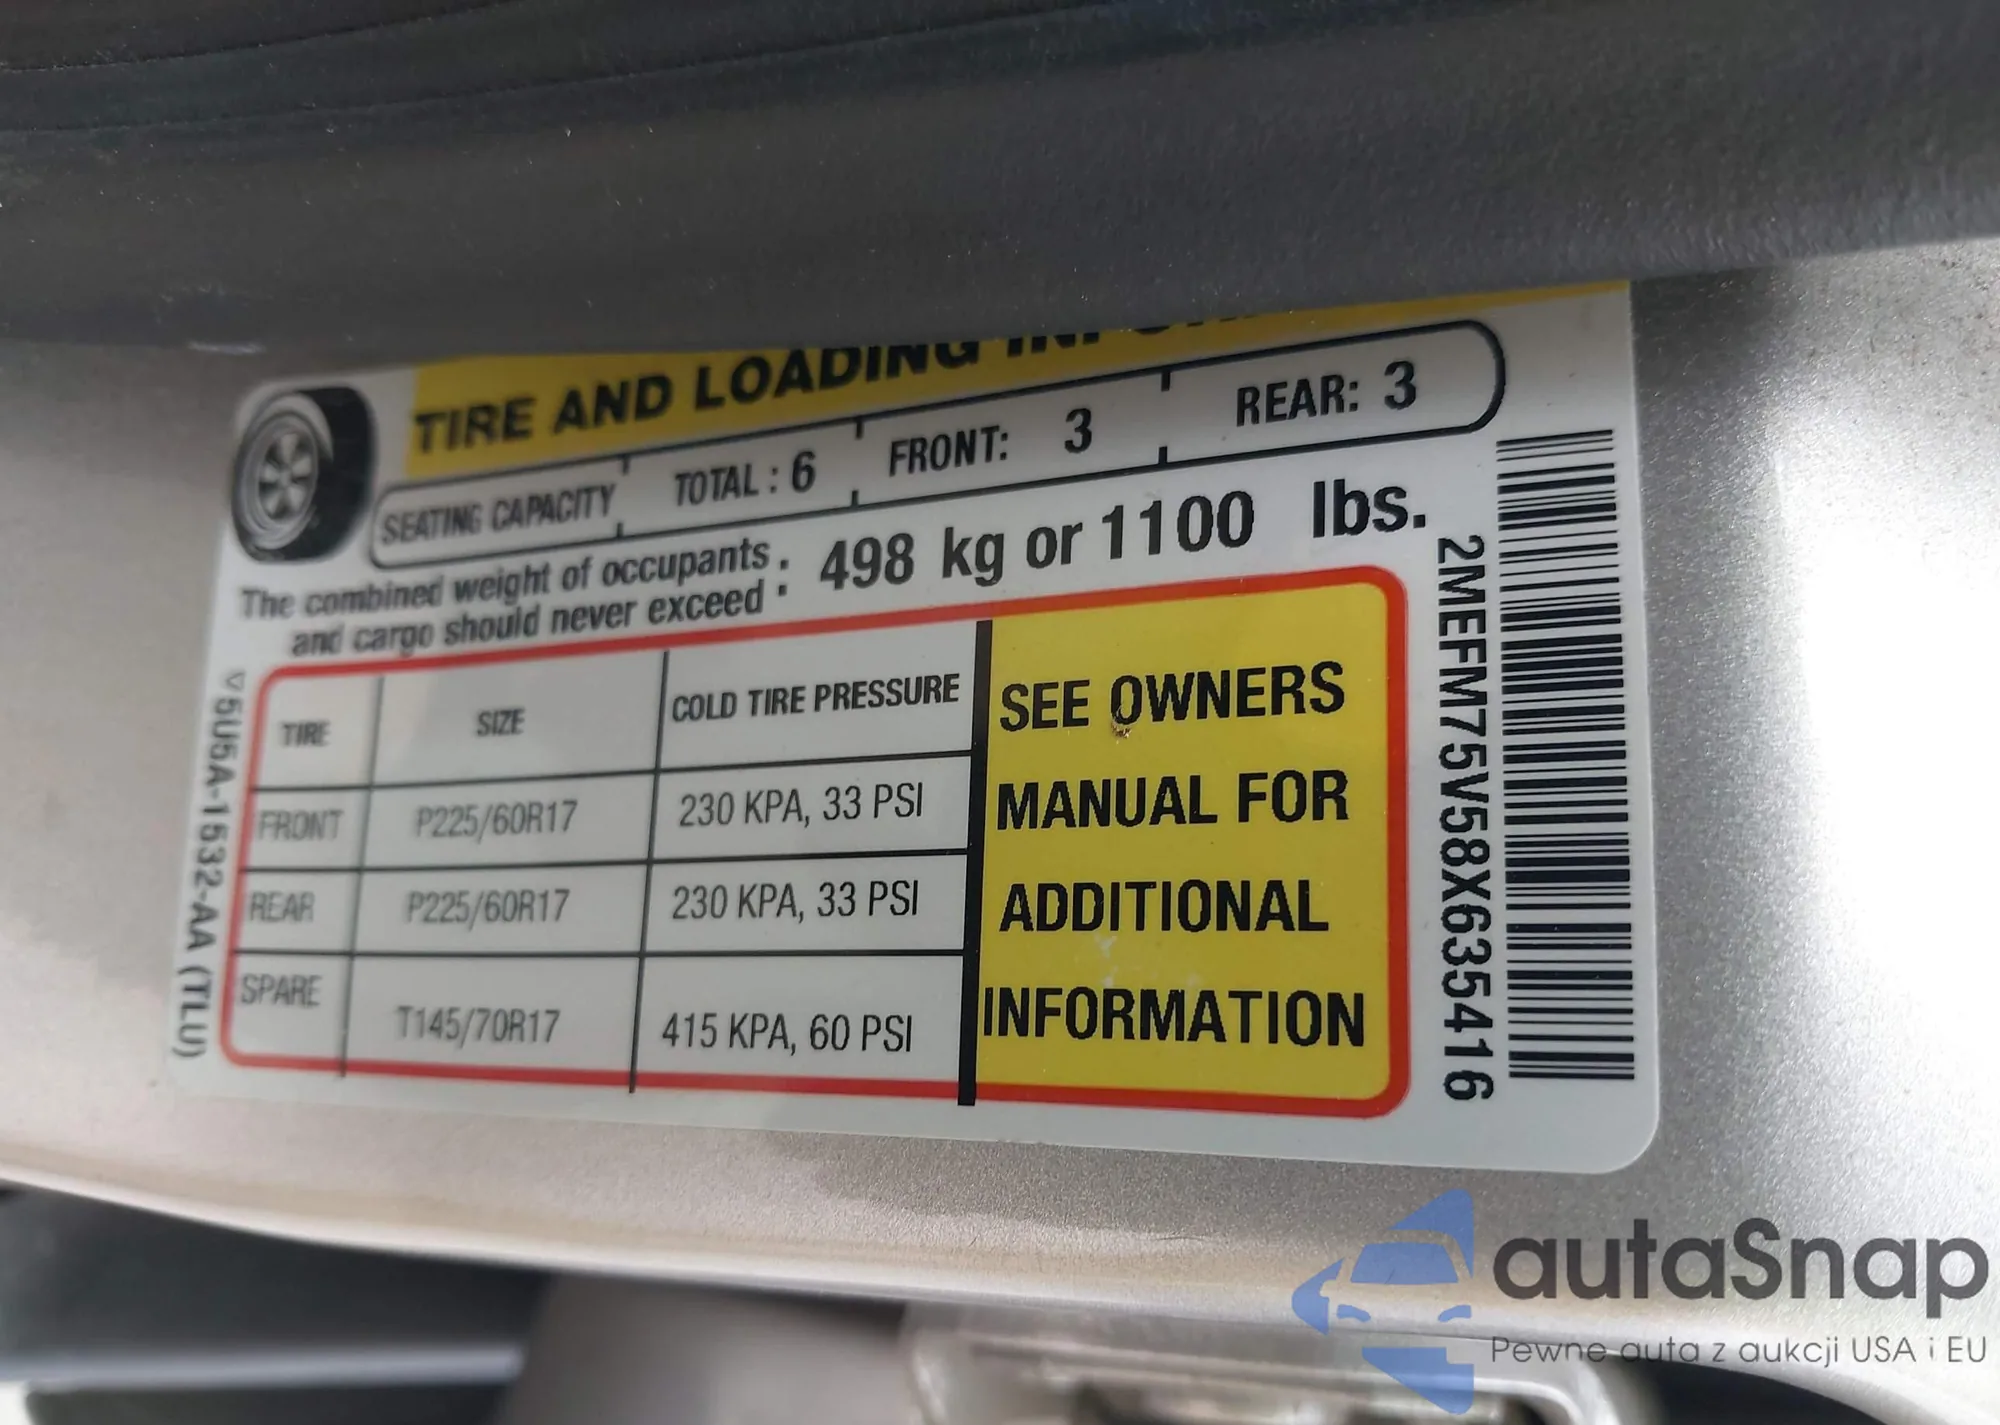 TIRE AND LOADING
SEATING CAPACITY TOTAL : 6 FRONT: 3 REAR: 3
The combined weight of occupants : 498 kg or 1100 lbs.
and cargo should never exceed :
TIRE SIZE COLD TIRE PRESSURE
FRONT P225/60R17 230 KPA, 33 PSI
REAR P225/60R17 230 KPA, 33 PSI
SPARE T145/70R17 415 KPA, 60 PSI
SEE OWNERS
MANUAL FOR
ADDITIONAL
INFORMATION
5U5A-1532-AA (TLU)
2MEFM75V58X635416
autaSnap
Pewne auta z aukcji USA i EU